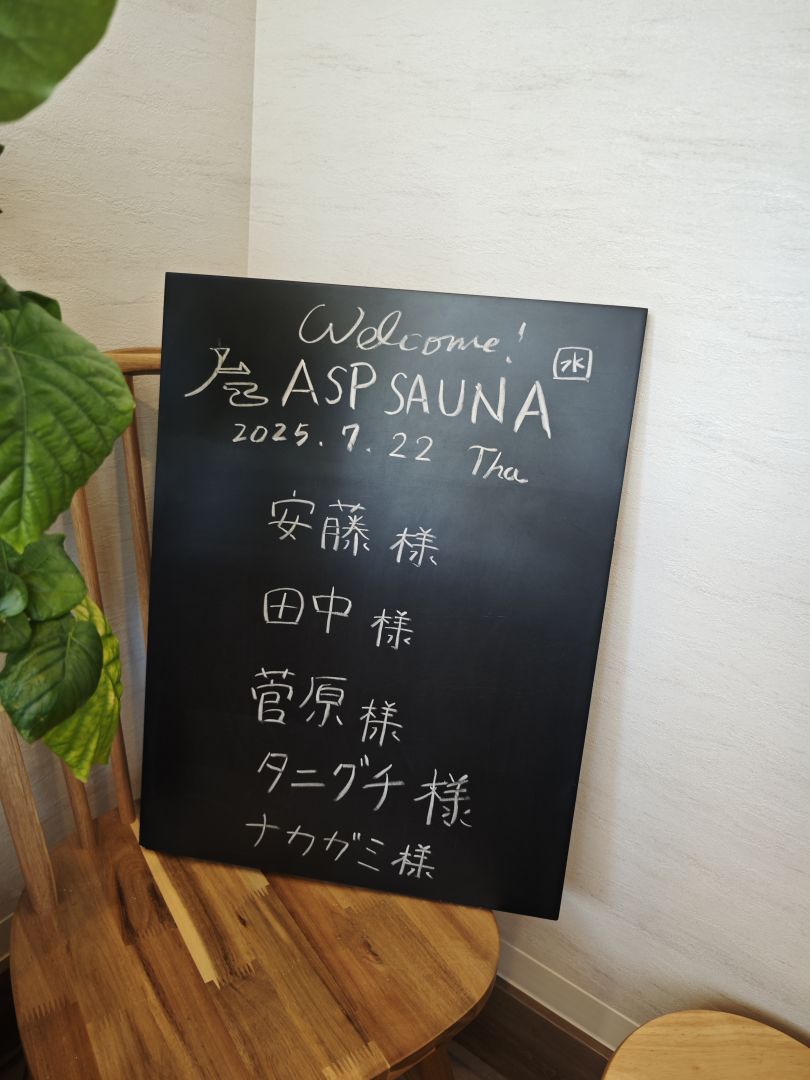 Welcome!
ASP SAUNA 水
2025.7.22 Tha
安藤 様
田中 様
菅原 様
タニグチ 様
ナカガミ 様